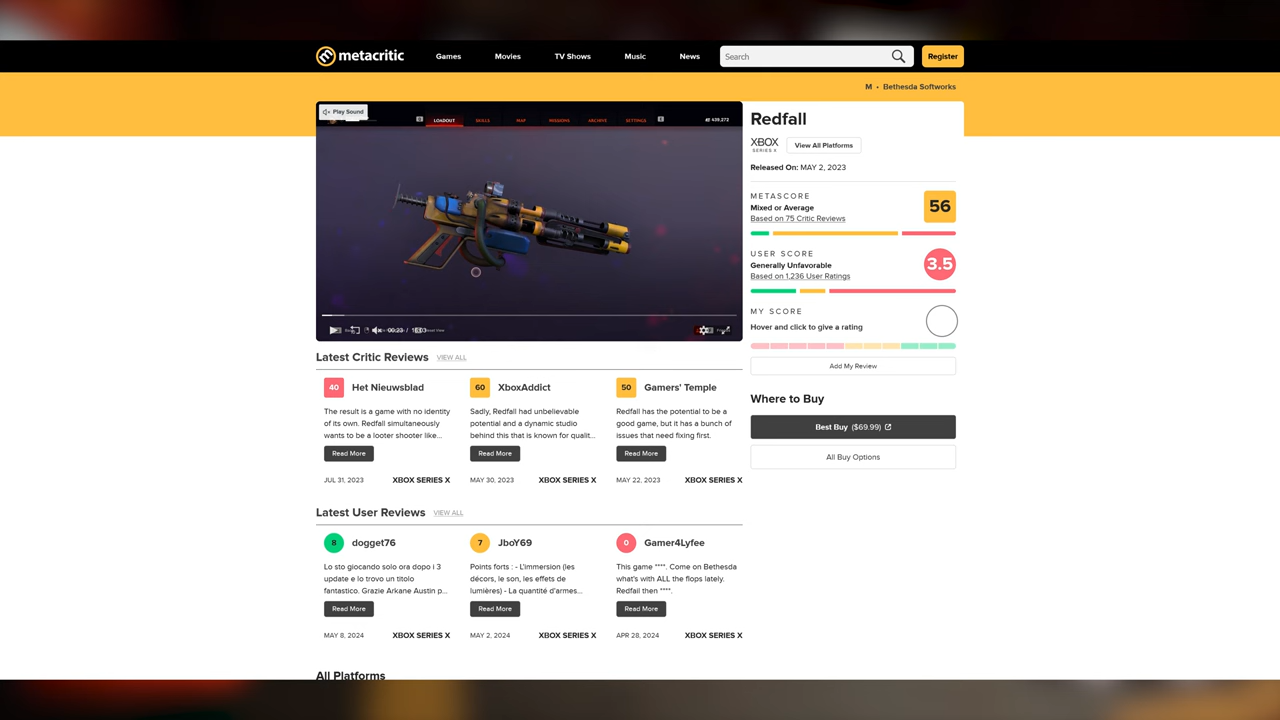 metacritic
Games Movies TV Shows Music News Search Register
M • Bethesda Softworks
Play Sound
LOADOUT SKILLS MAP MISSIONS ARCHIVE SETTINGS
Redfall
XBOX
SERIES X
View All Platforms
Released On: MAY 2, 2023
METASCORE
Mixed or Average
Based on 75 Critic Reviews
56
USER SCORE
Generally Unfavorable
Based on 1,236 User Ratings
3.5
MY SCORE
Hover and click to give a rating
Add My Review
Where to Buy
Best Buy ($69.99)
All Buy Options
Latest Critic Reviews VIEW ALL
40 Het Nieuwsblad
The result is a game with no identity
of its own. Redfall simultaneously
wants to be a looter shooter like...
Read More
JUL 31, 2023 XBOX SERIES X
60 XboxAddict
Sadly, Redfall had unbelievable
potential and a dynamic studio
behind this that is known for qualit...
Read More
MAY 30, 2023 XBOX SERIES X
50 Gamers' Temple
Redfall has the potential to be a
good game, but it has a bunch of
issues that need fixing first.
Read More
MAY 22, 2023 XBOX SERIES X
Latest User Reviews VIEW ALL
8 dogget76
Lo sto giocando solo ora dopo i 3
update e lo trovo un titolo
fantastico. Grazie Arkane Austin p...
Read More
MAY 8, 2024 XBOX SERIES X
7 JboY69
Points forts : - L'immersion (les
décors, le son, les effets de
lumières) - La quantité d'armes...
Read More
MAY 2, 2024 XBOX SERIES X
0 Gamer4Lyfee
This game ****. Come on Bethesda
what's with ALL the flops lately.
Redfall then ****.
Read More
APR 28, 2024 XBOX SERIES X
All Platforms